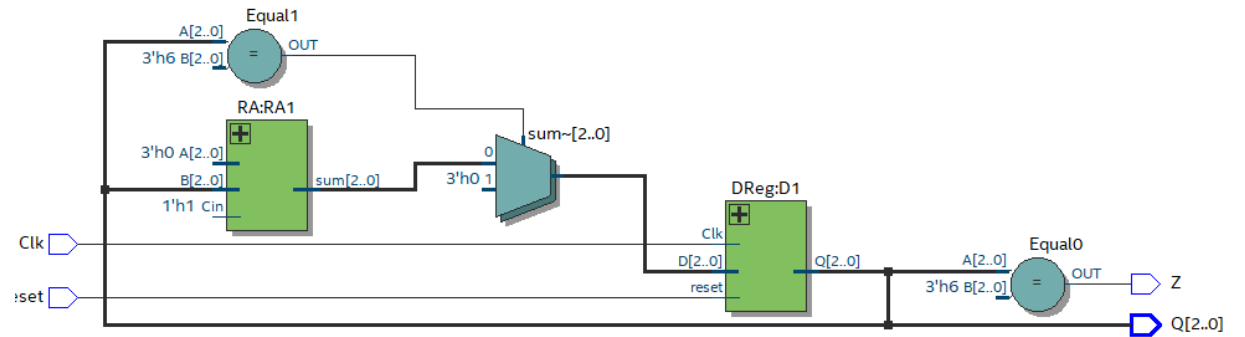 Equal1
A[2..0]
OUT
3'h6 B[2..0]
=
RA:RA1
sum~[2..0]
3'h0 A[2..0]
0
B[2..0]
sum[2..0]
3'h0 1
1'h1 Cin
DReg:D1
Clk
Clk
Equal0
D[2..0]
Q[2..0]
A[2..0]
OUT
3'h6 B[2..0]
=
Z
eset
reset
Q[2..0]